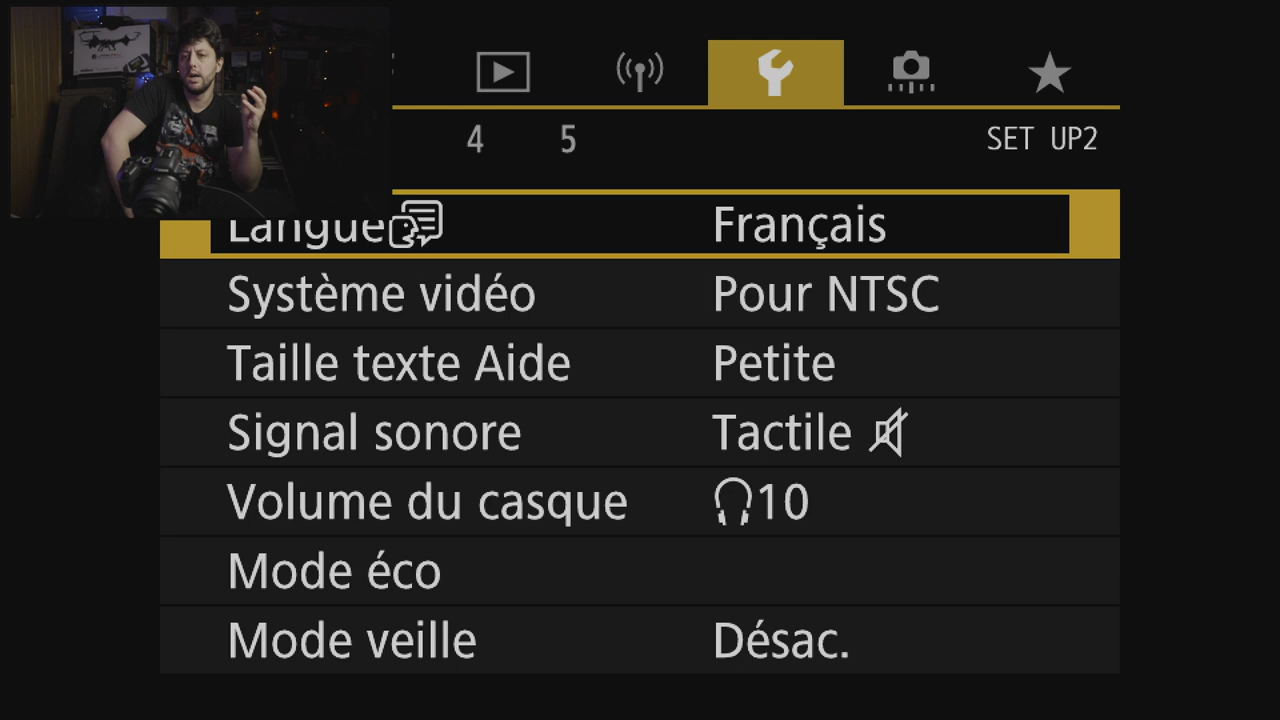 4 5
SET UP2
Langue Français
Système vidéo Pour NTSC
Taille texte Aide Petite
Signal sonore Tactile
Volume du casque 10
Mode éco
Mode veille Désac.